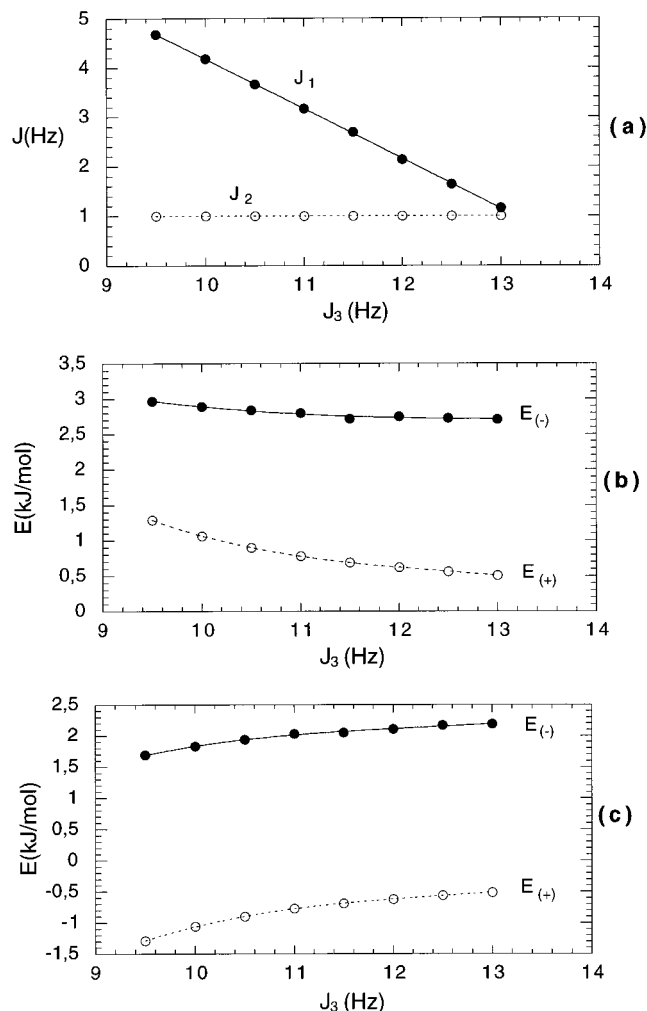 5
4
3
2
1
0
J(Hz)
J1
J2
9 10 11 12 13 14
J3 (Hz)
(a)
3,5
3
2,5
2
1,5
1
0,5
0
E(kJ/mol)
E(-)
E(+)
9 10 11 12 13 14
J3 (Hz)
(b)
2,5
2
1,5
1
0,5
0
-0,5
-1
-1,5
E(kJ/mol)
E(-)
E(+)
9 10 11 12 13 14
J3 (Hz)
(c)